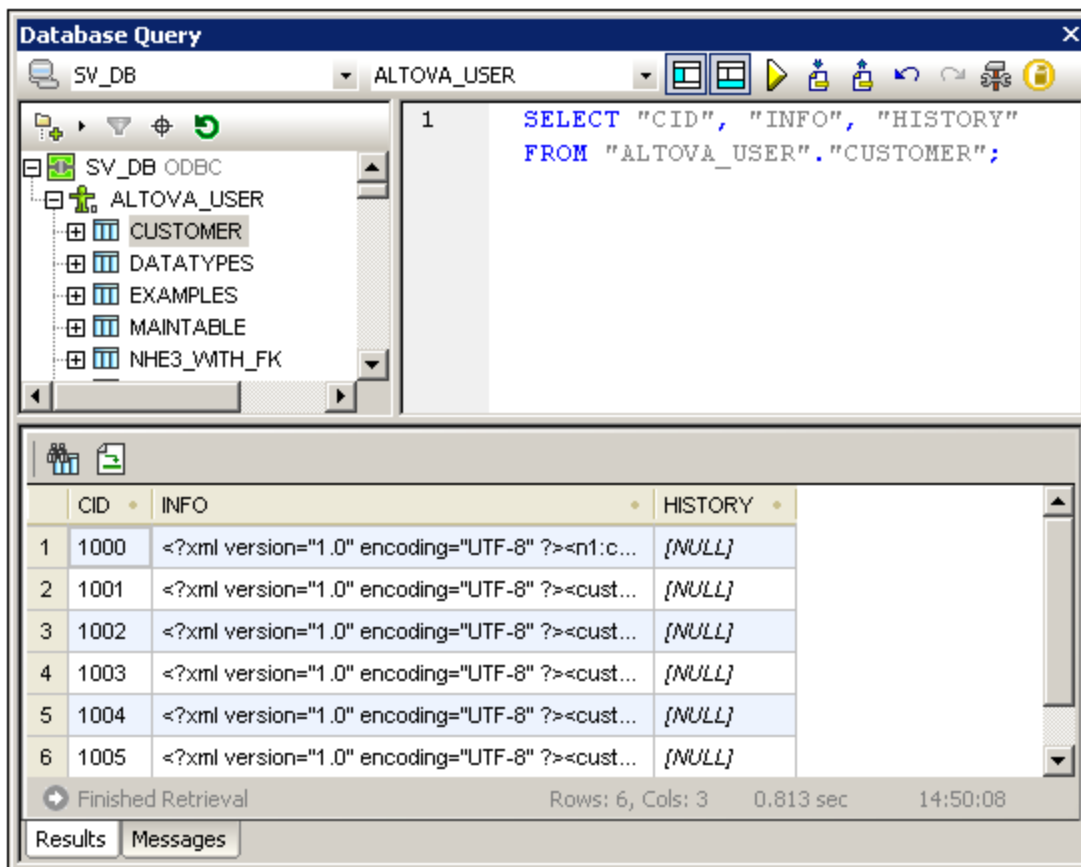 Database Query
SV_DB ALTOVA_USER
SV_DB ODBC
ALTOVA_USER
CUSTOMER
DATATYPES
EXAMPLES
MAINTABLE
NHE3_WITH_FK
1 SELECT "CID", "INFO", "HISTORY"
FROM "ALTOVA_USER"."CUSTOMER";
CID INFO HISTORY
1 1000 <?xml version="1.0" encoding="UTF-8" ?><n1:c... [NULL]
2 1001 <?xml version="1.0" encoding="UTF-8" ?><cust... [NULL]
3 1002 <?xml version="1.0" encoding="UTF-8" ?><cust... [NULL]
4 1003 <?xml version="1.0" encoding="UTF-8" ?><cust... [NULL]
5 1004 <?xml version="1.0" encoding="UTF-8" ?><cust... [NULL]
6 1005 <?xml version="1.0" encoding="UTF-8" ?><cust... [NULL]
Finished Retrieval Rows: 6, Cols: 3 0.813 sec 14:50:08
Results Messages